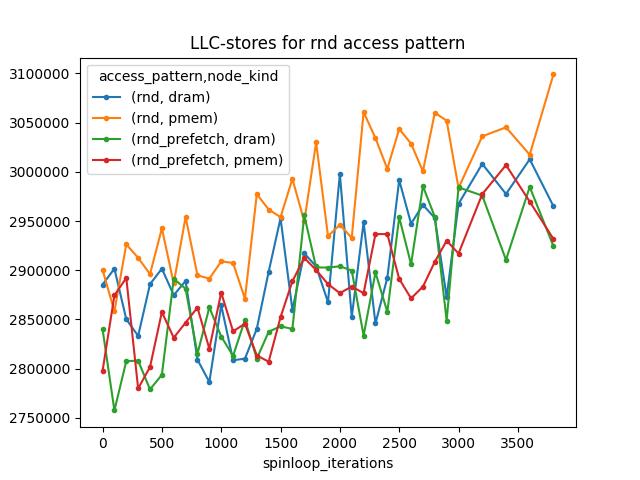 LLC-stores for rnd access pattern
access_pattern,node_kind
(rnd, dram)
(rnd, pmem)
(rnd_prefetch, dram)
(rnd_prefetch, pmem)
3100000
3050000
3000000
2950000
2900000
2850000
2800000
2750000
0 500 1000 1500 2000 2500 3000 3500
spinloop_iterations